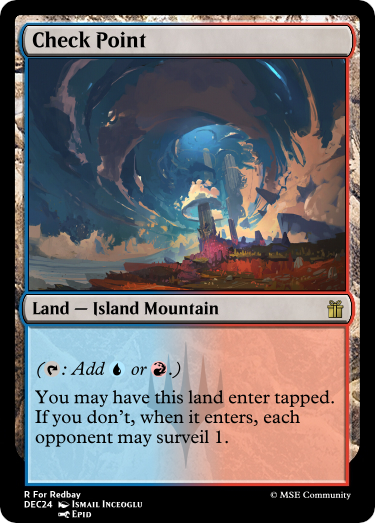 Check Point
Land — Island Mountain
( : Add or .)
You may have this land enter tapped.
If you don't, when it enters, each
opponent may surveil 1.
R For Redbay
DEC24 Ismail Inceoglu
Epid
© MSE Community